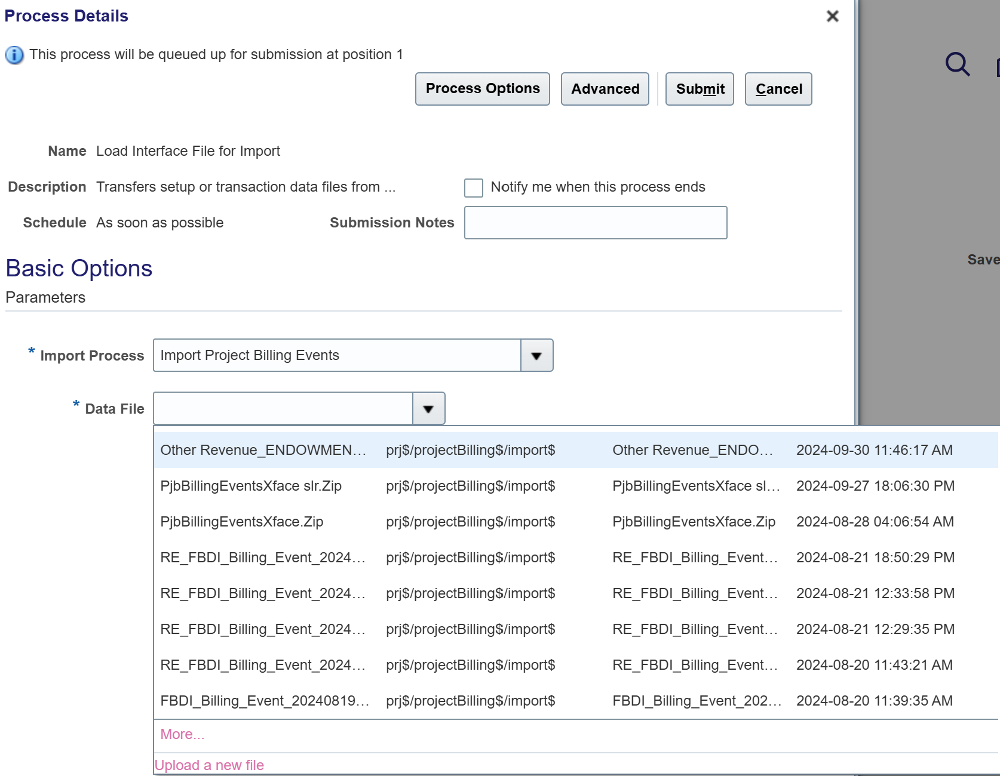 Process Details
This process will be queued up for submission at position 1
Process Options Advanced Submit Cancel
Name Load Interface File for Import
Description Transfers setup or transaction data files from ... Notify me when this process ends
Schedule As soon as possible Submission Notes
Save
Basic Options
Parameters
* Import Process Import Project Billing Events
* Data File
Other Revenue_ENDOWMEN... prj$/projectBilling$/import$ Other Revenue_ENDO... 2024-09-30 11:46:17 AM
PjbBillingEventsXface slr.Zip prj$/projectBilling$/import$ PjbBillingEventsXface sl... 2024-09-27 18:06:30 PM
PjbBillingEventsXface.Zip prj$/projectBilling$/import$ PjbBillingEventsXface.Zip 2024-08-28 04:06:54 AM
RE_FBDI_Billing_Event_2024... prj$/projectBilling$/import$ RE_FBDI_Billing_Event... 2024-08-21 18:50:29 PM
RE_FBDI_Billing_Event_2024... prj$/projectBilling$/import$ RE_FBDI_Billing_Event... 2024-08-21 12:33:58 PM
RE_FBDI_Billing_Event_2024... prj$/projectBilling$/import$ RE_FBDI_Billing_Event... 2024-08-21 12:29:35 PM
RE_FBDI_Billing_Event_2024... prj$/projectBilling$/import$ RE_FBDI_Billing_Event... 2024-08-20 11:43:21 AM
FBDI_Billing_Event_20240819... prj$/projectBilling$/import$ FBDI_Billing_Event_202... 2024-08-20 11:39:35 AM
More...
Upload a new file